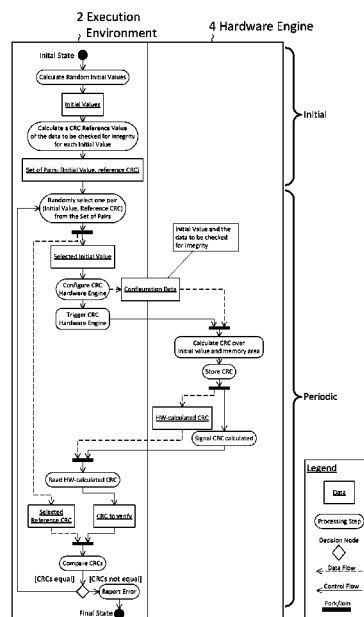 2 Execution
Environment
4 Hardware Engine
Inital State
Calculate Random Initial Values
Initial Values
Calculate a CRC Reference Value
of the data to be checked for integrity
for each Initial Value
Set of Pairs: (Initial Value, reference CRC)
Initial
Randomly select one pair
(Initial Value, Reference CRC)
from the Set of Pairs
Initial Value and the
data to be checked
for integrity
Selected Initial Value
Configure CRC
Hardware Engine
Configuration Data
Trigger CRC
Hardware Engine
Calculate CRC over
Initial value and memory area
Store CRC
Periodic
HW-calculated CRC
Signal CRC calculated
Read HW-calculated CRC
Selected
Reference CRC
CRC to verify
Compare CRCs
[CRCs equal]
[CRCs not equal]
Report Error
Final State
Legend
Data
Processing Step
Decision Node
Data Flow
Control Flow
Fork/Join